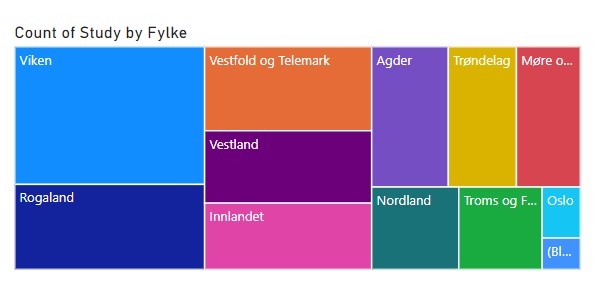 Count of Study by Fylke
Viken
Rogaland
Vestfold og Telemark
Vestland
Innlandet
Agder
Trøndelag
Møre o...
Nordland
Troms og F...
Oslo
(Bl...